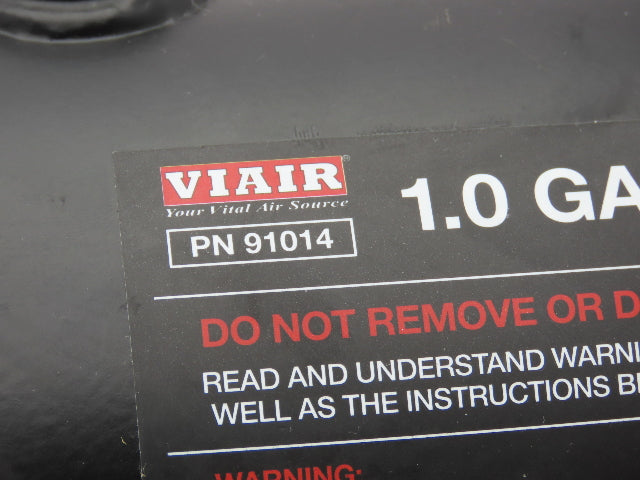 VIAIR®
Your Vital Air Source
PN 91014
1.0 GA
DO NOT REMOVE OR D
READ AND UNDERSTAND WARNI
WELL AS THE INSTRUCTIONS B
WARNING: